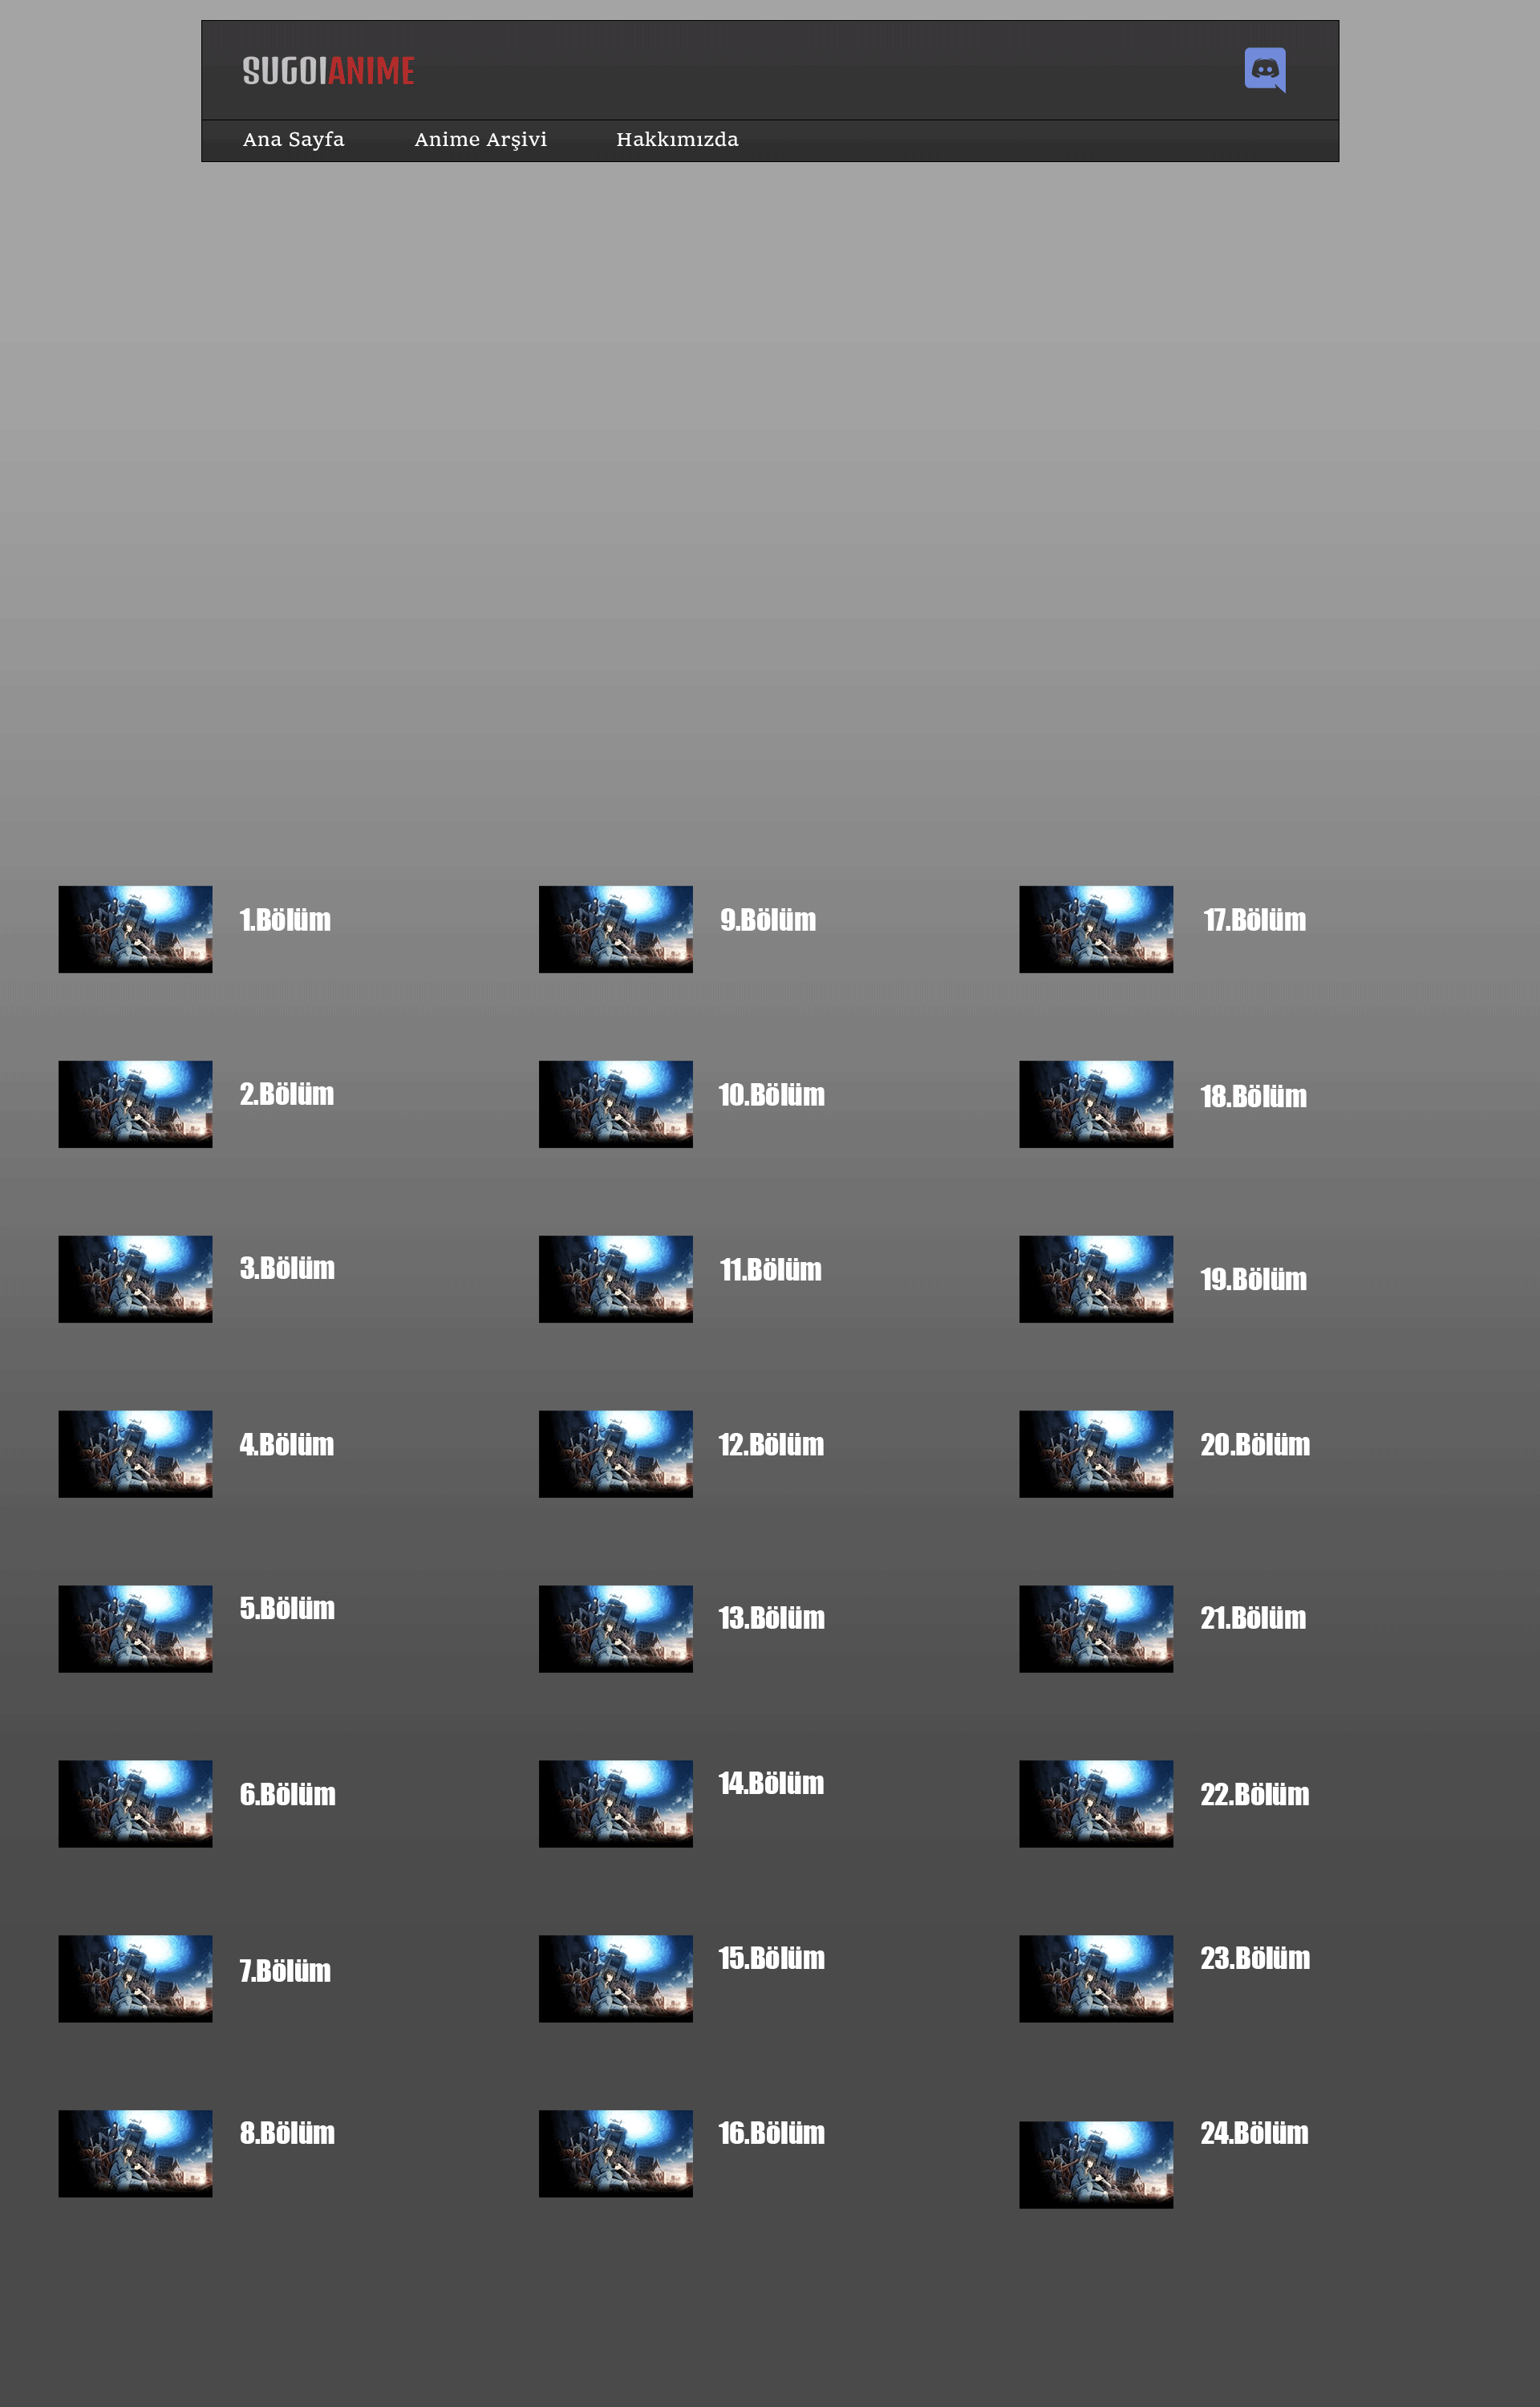 SUGOIANIME
Ana Sayfa Anime Arşivi Hakkımızda
1.Bölüm 9.Bölüm 17.Bölüm
2.Bölüm 10.Bölüm 18.Bölüm
3.Bölüm 11.Bölüm 19.Bölüm
4.Bölüm 12.Bölüm 20.Bölüm
5.Bölüm 13.Bölüm 21.Bölüm
6.Bölüm 14.Bölüm 22.Bölüm
7.Bölüm 15.Bölüm 23.Bölüm
8.Bölüm 16.Bölüm 24.Bölüm